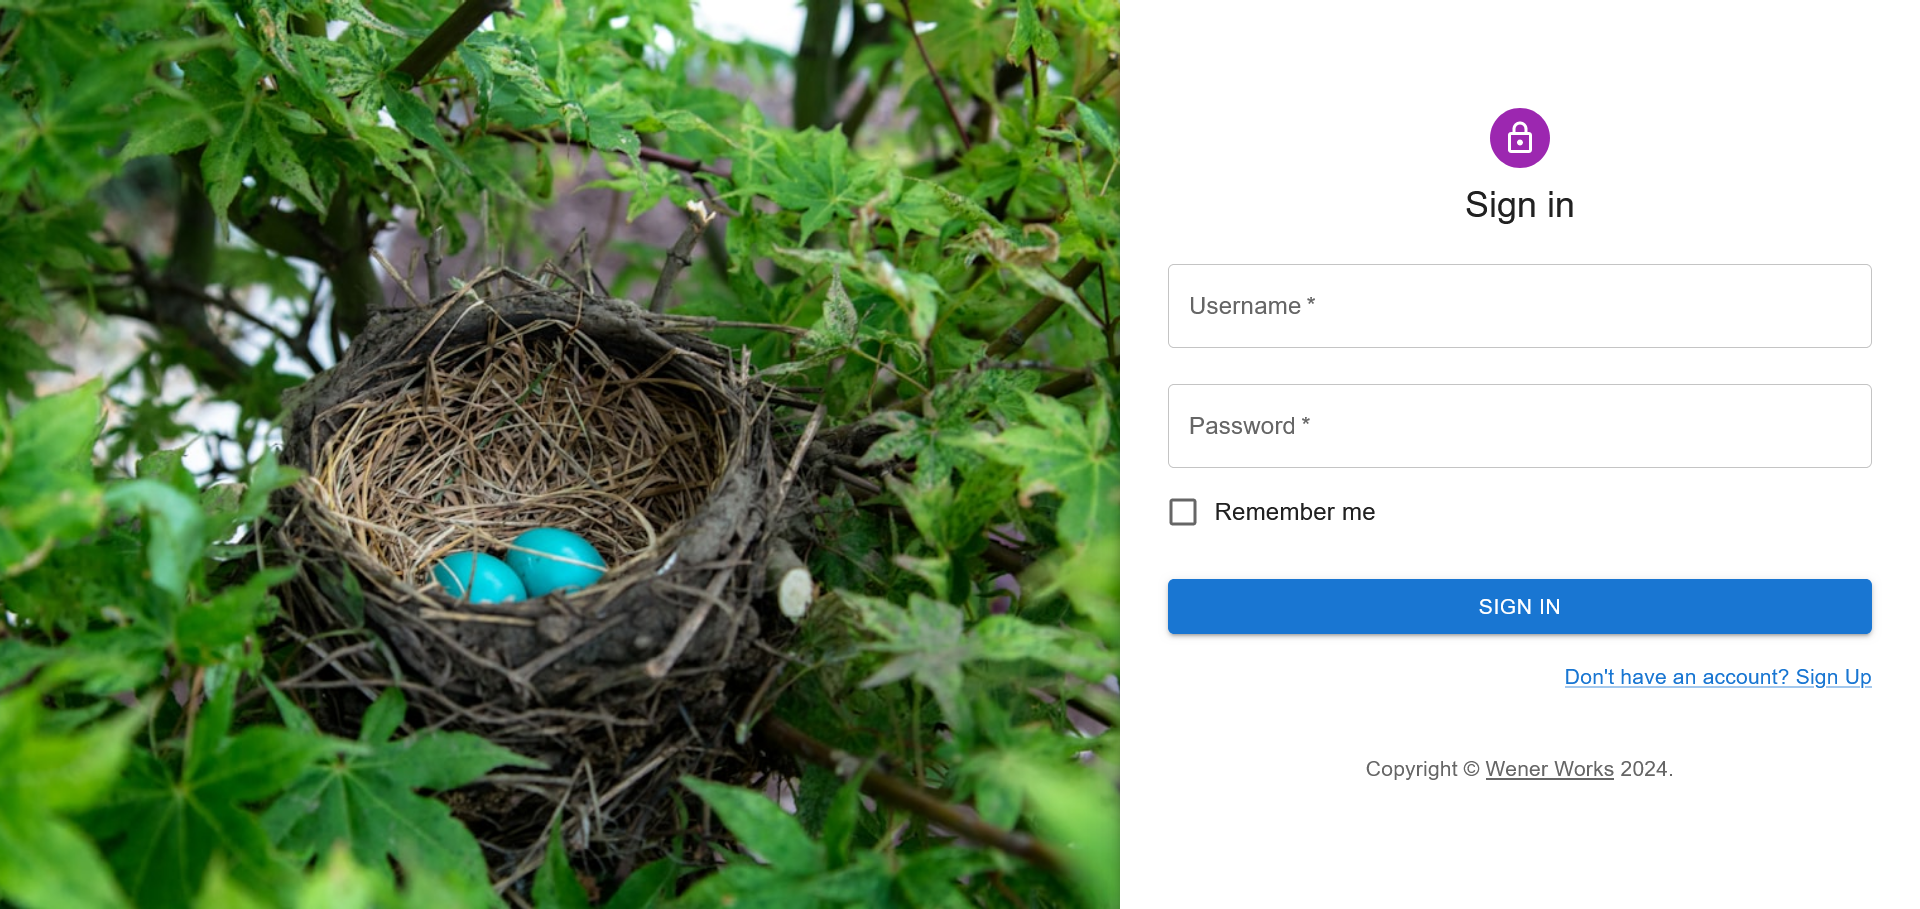 Sign in
Username *
Password *
Remember me
SIGN IN
Don't have an account? Sign Up
Copyright © Wener Works 2024.